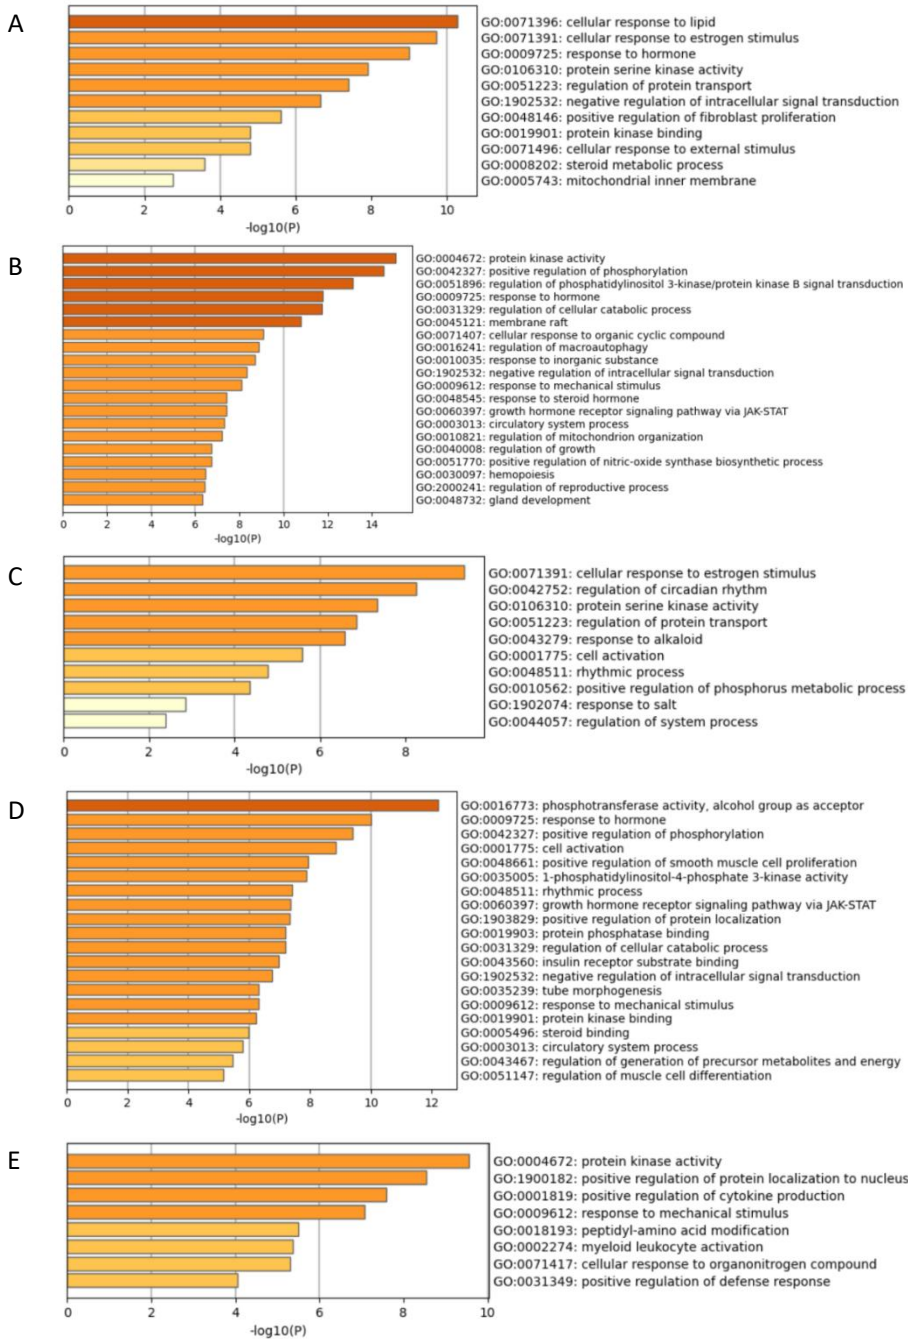 A
GO:0071396: cellular response to lipid
GO:0071391: cellular response to estrogen stimulus
GO:0009725: response to hormone
GO:0106310: protein serine kinase activity
GO:0051223: regulation of protein transport
GO:1902532: negative regulation of intracellular signal transduction
GO:0048146: positive regulation of fibroblast proliferation
GO:0019901: protein kinase binding
GO:0071496: cellular response to external stimulus
GO:0008202: steroid metabolic process
GO:0005743: mitochondrial inner membrane
0 2 4 6 8 10
-log10(P)
B
GO:0004672: protein kinase activity
GO:0042327: positive regulation of phosphorylation
GO:0051896: regulation of phosphatidylinositol 3-kinase/protein kinase B signal transduction
GO:0009725: response to hormone
GO:0031329: regulation of cellular catabolic process
GO:0045121: membrane raft
GO:0071407: cellular response to organic cyclic compound
GO:0016241: regulation of macroautophagy
GO:0010035: response to inorganic substance
GO:1902532: negative regulation of intracellular signal transduction
GO:0009612: response to mechanical stimulus
GO:0048545: response to steroid hormone
GO:0060397: growth hormone receptor signaling pathway via JAK-STAT
GO:0003013: circulatory system process
GO:0010821: regulation of mitochondrion organization
GO:0040008: regulation of growth
GO:0051770: positive regulation of nitric-oxide synthase biosynthetic process
GO:0030097: hemopoiesis
GO:2000241: regulation of reproductive process
GO:0048732: gland development
0 2 4 6 8 10 12 14
-log10(P)
C
GO:0071391: cellular response to estrogen stimulus
GO:0042752: regulation of circadian rhythm
GO:0106310: protein serine kinase activity
GO:0051223: regulation of protein transport
GO:0043279: response to alkaloid
GO:0001775: cell activation
GO:0048511: rhythmic process
GO:0010562: positive regulation of phosphorus metabolic process
GO:1902074: response to salt
GO:0044057: regulation of system process
0 2 4 6 8
-log10(P)
D
GO:0016773: phosphotransferase activity, alcohol group as acceptor
GO:0009725: response to hormone
GO:0042327: positive regulation of phosphorylation
GO:0001775: cell activation
GO:0048661: positive regulation of smooth muscle cell proliferation
GO:0035005: 1-phosphatidylinositol-4-phosphate 3-kinase activity
GO:0048511: rhythmic process
GO:0060397: growth hormone receptor signaling pathway via JAK-STAT
GO:1903829: positive regulation of protein localization
GO:0019903: protein phosphatase binding
GO:0031329: regulation of cellular catabolic process
GO:0043560: insulin receptor substrate binding
GO:1902532: negative regulation of intracellular signal transduction
GO:0035239: tube morphogenesis
GO:0009612: response to mechanical stimulus
GO:0019901: protein kinase binding
GO:0005496: steroid binding
GO:0003013: circulatory system process
GO:0043467: regulation of generation of precursor metabolites and energy
GO:0051147: regulation of muscle cell differentiation
0 2 4 6 8 10 12
-log10(P)
E
GO:0004672: protein kinase activity
GO:1900182: positive regulation of protein localization to nucleus
GO:0001819: positive regulation of cytokine production
GO:0009612: response to mechanical stimulus
GO:0018193: peptidyl-amino acid modification
GO:0002274: myeloid leukocyte activation
GO:0071417: cellular response to organonitrogen compound
GO:0031349: positive regulation of defense response
0 2 4 6 8 10
-log10(P)